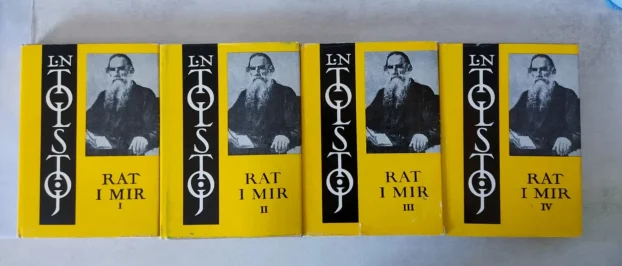 L·N
TOLSTOJ
RAT
I MIR
I
L·N
TOLSTOJ
RAT
I MIR
II
L·N
TOLSTOJ
RAT
I MIR
III
L·N
TOLSTOJ
RAT
I MIR
IV